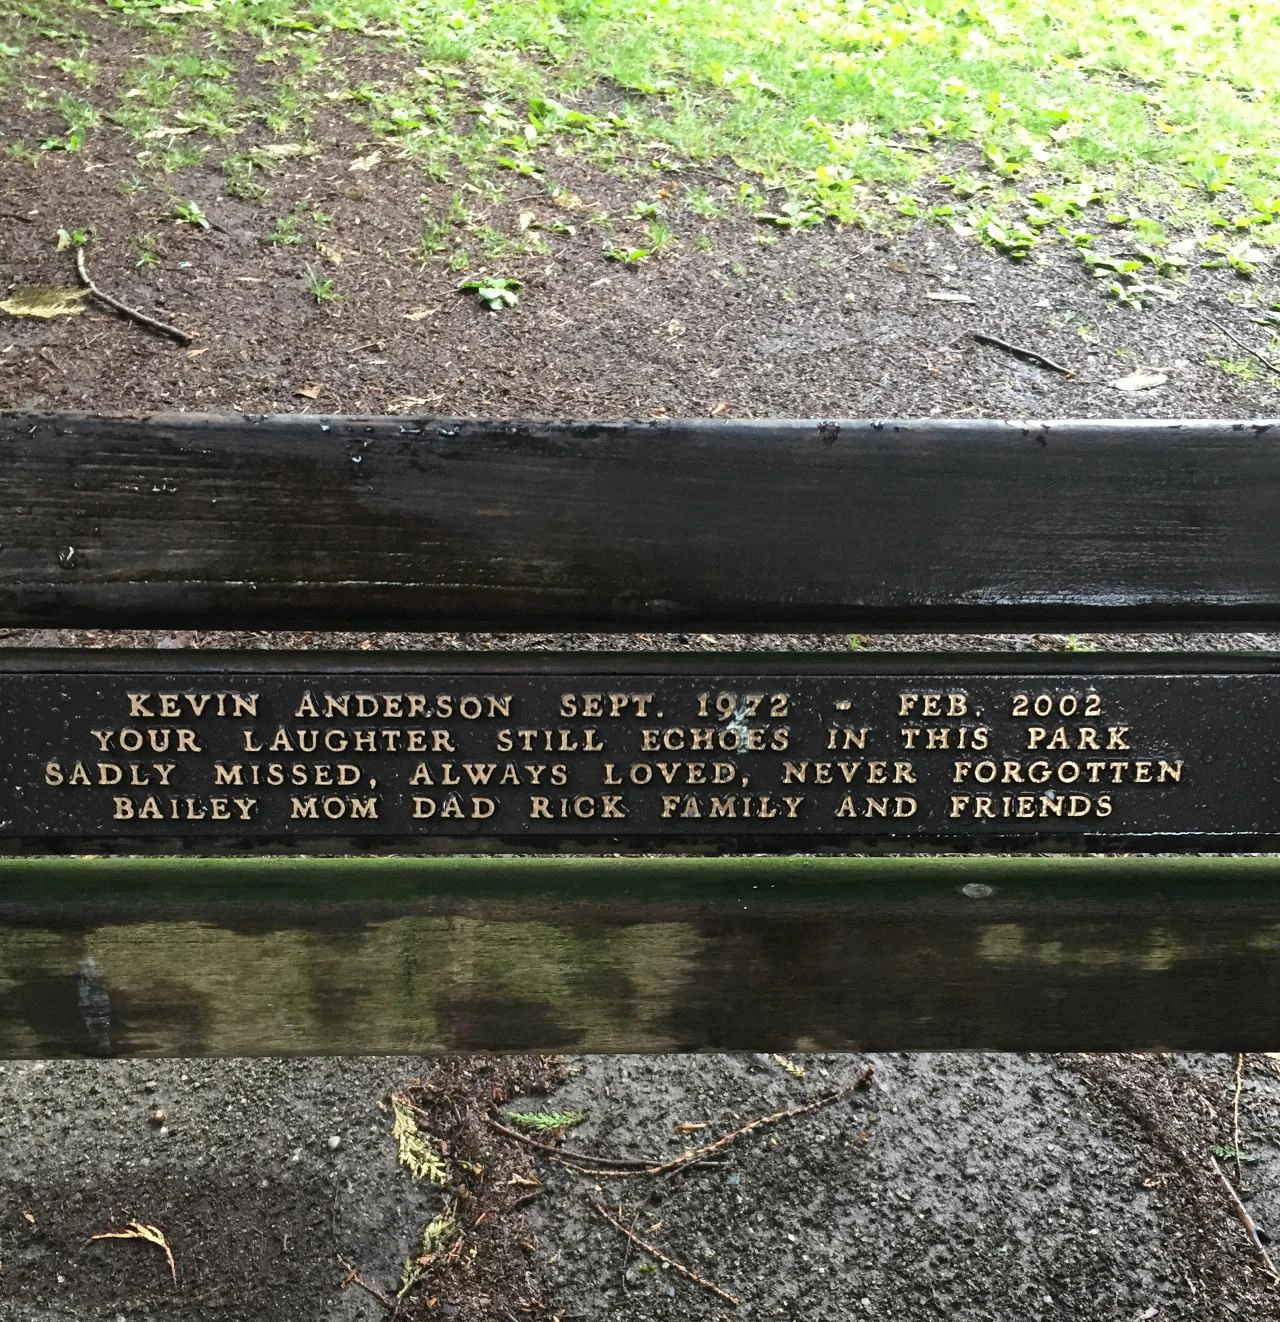 KEVIN ANDERSON SEPT. 1972 - FEB. 2002
YOUR LAUGHTER STILL ECHOES IN THIS PARK
SADLY MISSED, ALWAYS LOVED, NEVER FORGOTTEN
BAILEY MOM DAD RICK FAMILY AND FRIENDS